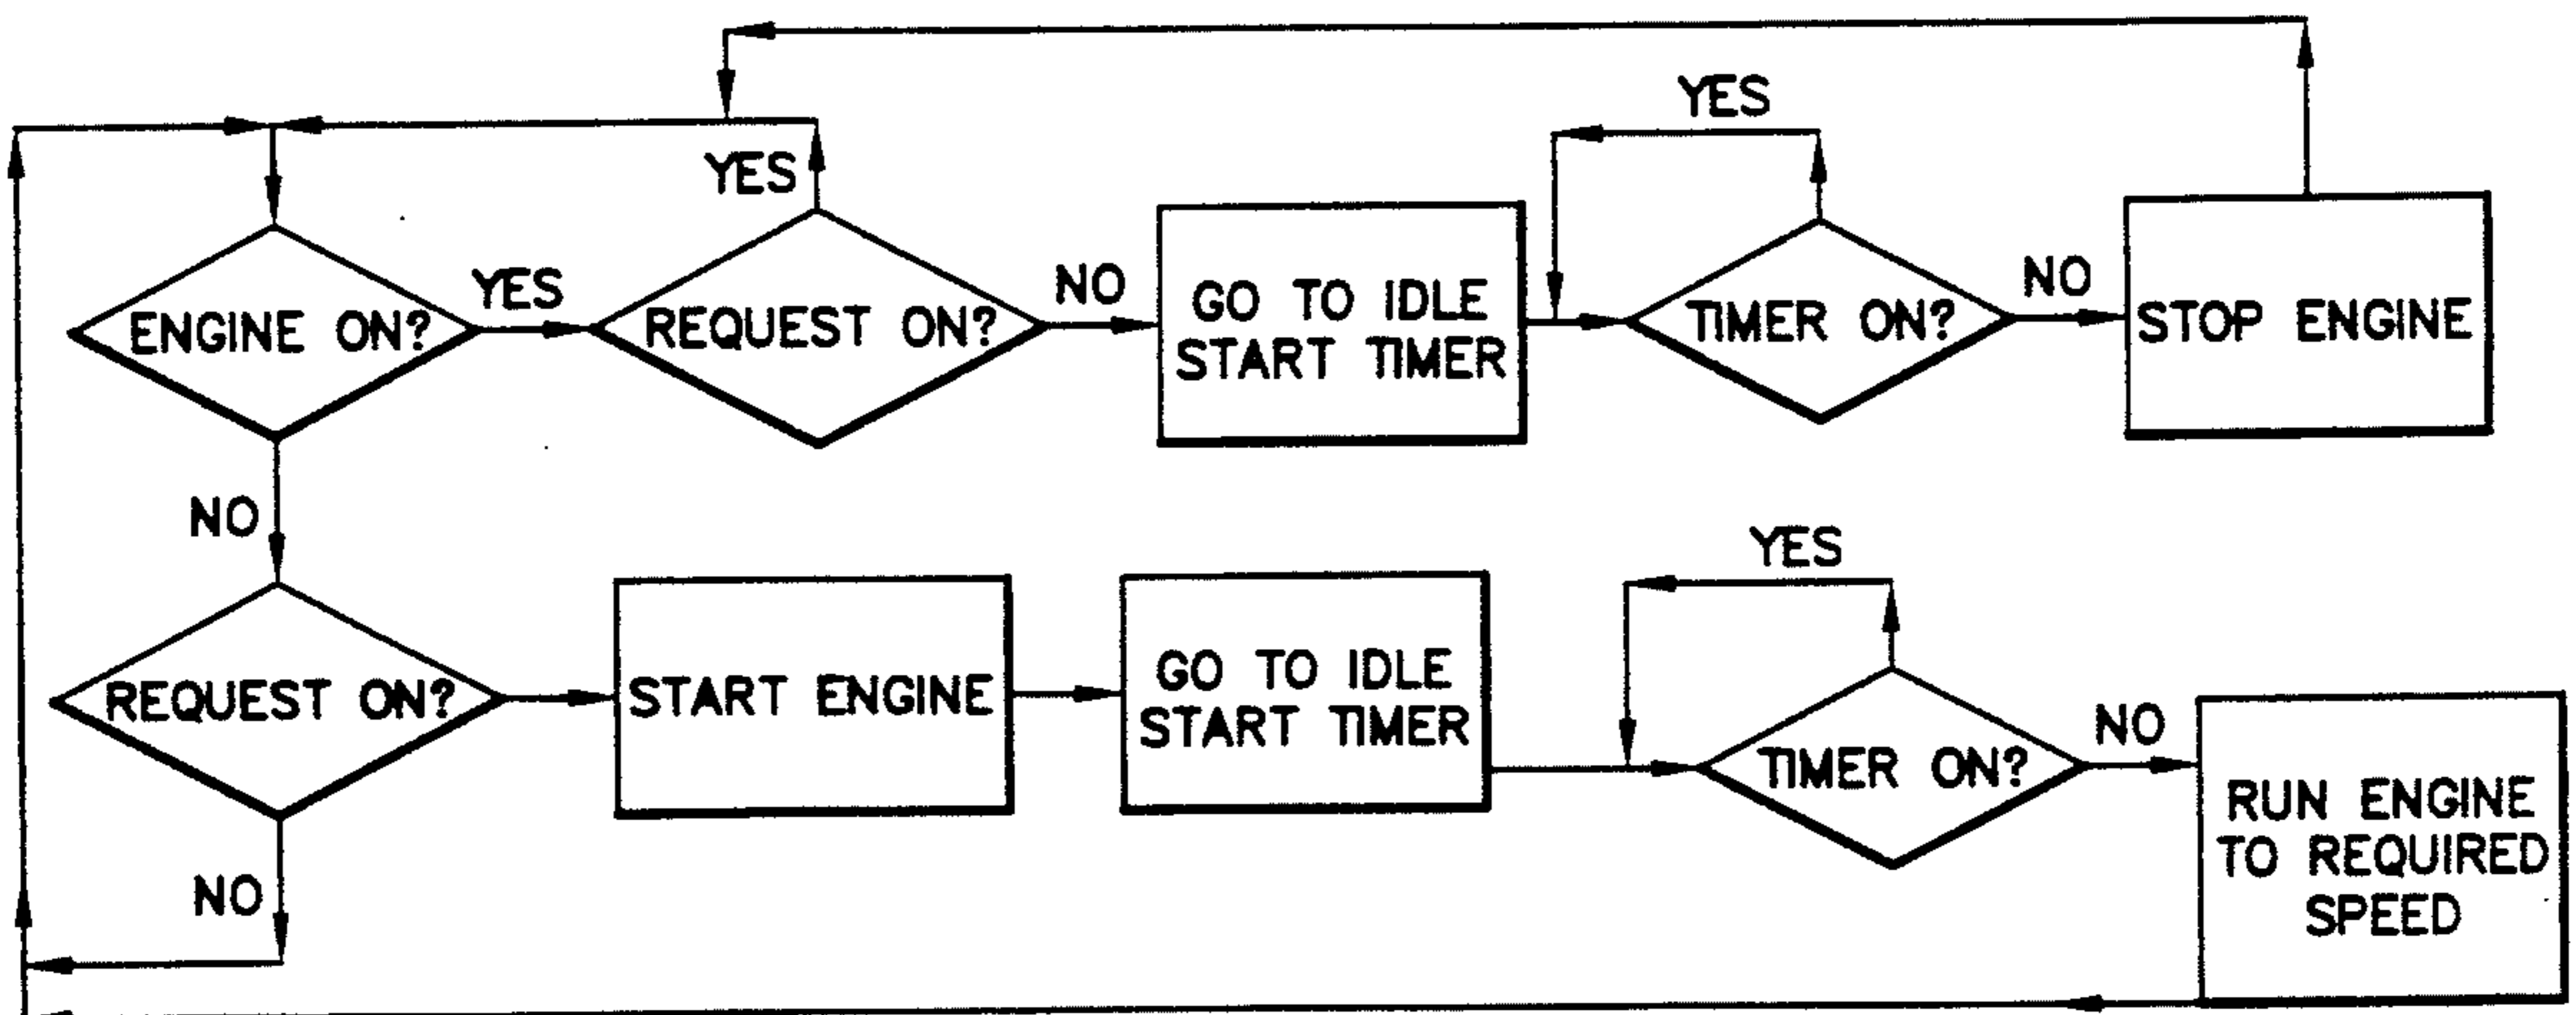 YES
YES
ENGINE ON?
YES
REQUEST ON?
NO
GO TO IDLE
START TIMER
TIMER ON?
NO
STOP ENGINE
NO
YES
REQUEST ON?
START ENGINE
GO TO IDLE
START TIMER
TIMER ON?
NO
RUN ENGINE
TO REQUIRED
SPEED
NO